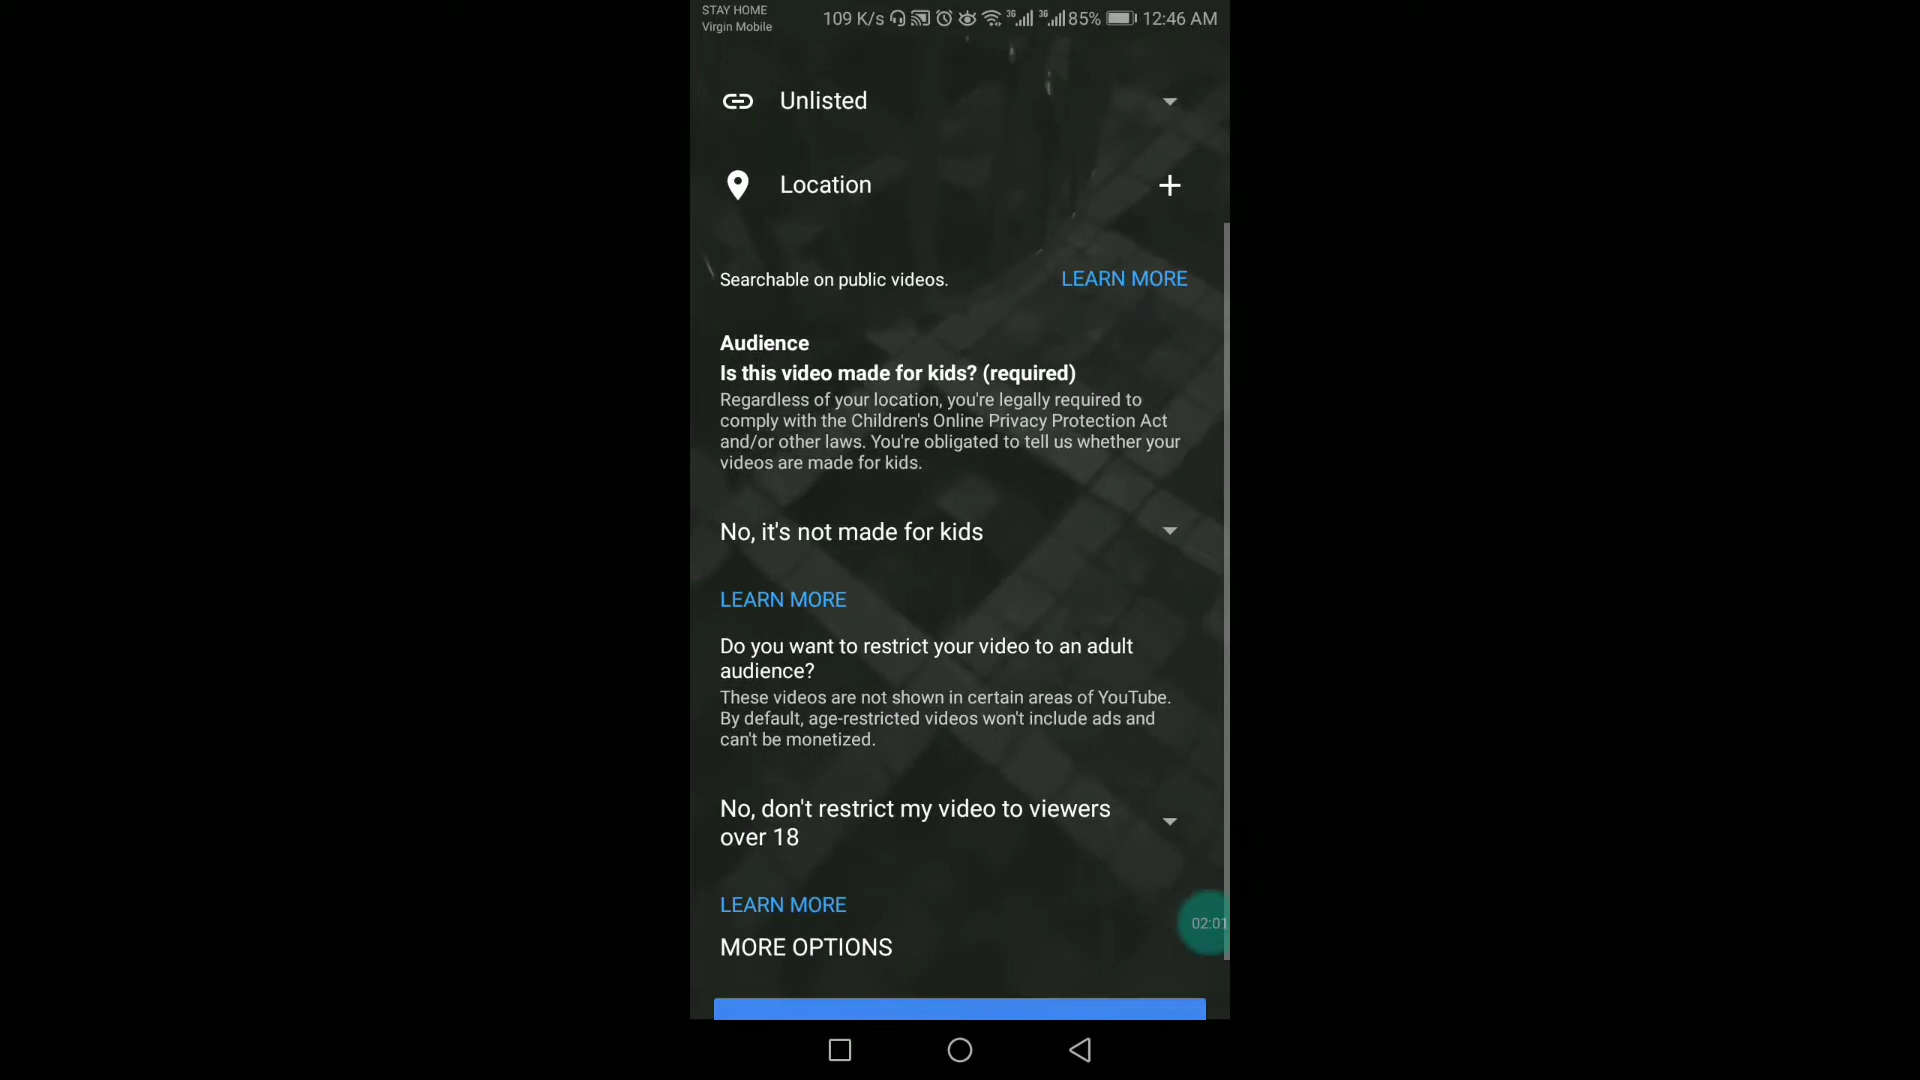 STAY HOME
Virgin Mobile
109 K/s 3G 3G 85% 12:46 AM
Unlisted
Location
Searchable on public videos. LEARN MORE
Audience
Is this video made for kids? (required)
Regardless of your location, you're legally required to
comply with the Children's Online Privacy Protection Act
and/or other laws. You're obligated to tell us whether your
videos are made for kids.
No, it's not made for kids
LEARN MORE
Do you want to restrict your video to an adult
audience?
These videos are not shown in certain areas of YouTube.
By default, age-restricted videos won't include ads and
can't be monetized.
No, don't restrict my video to viewers
over 18
LEARN MORE
02:01
MORE OPTIONS